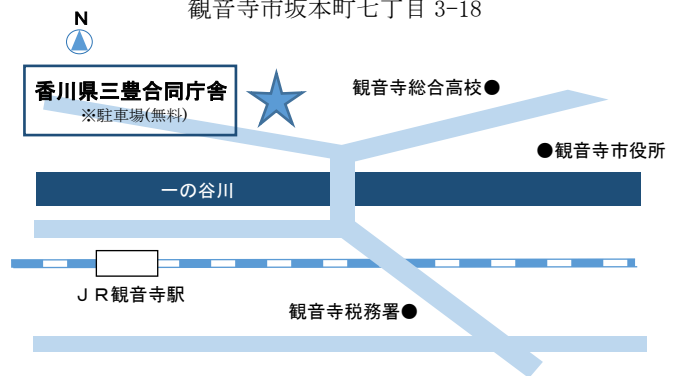 観音寺市坂本町七丁目 3-18
N
香川県三豊合同庁舎
※駐車場(無料)
観音寺総合高校●
●観音寺市役所
一の谷川
ＪＲ観音寺駅
観音寺税務署●